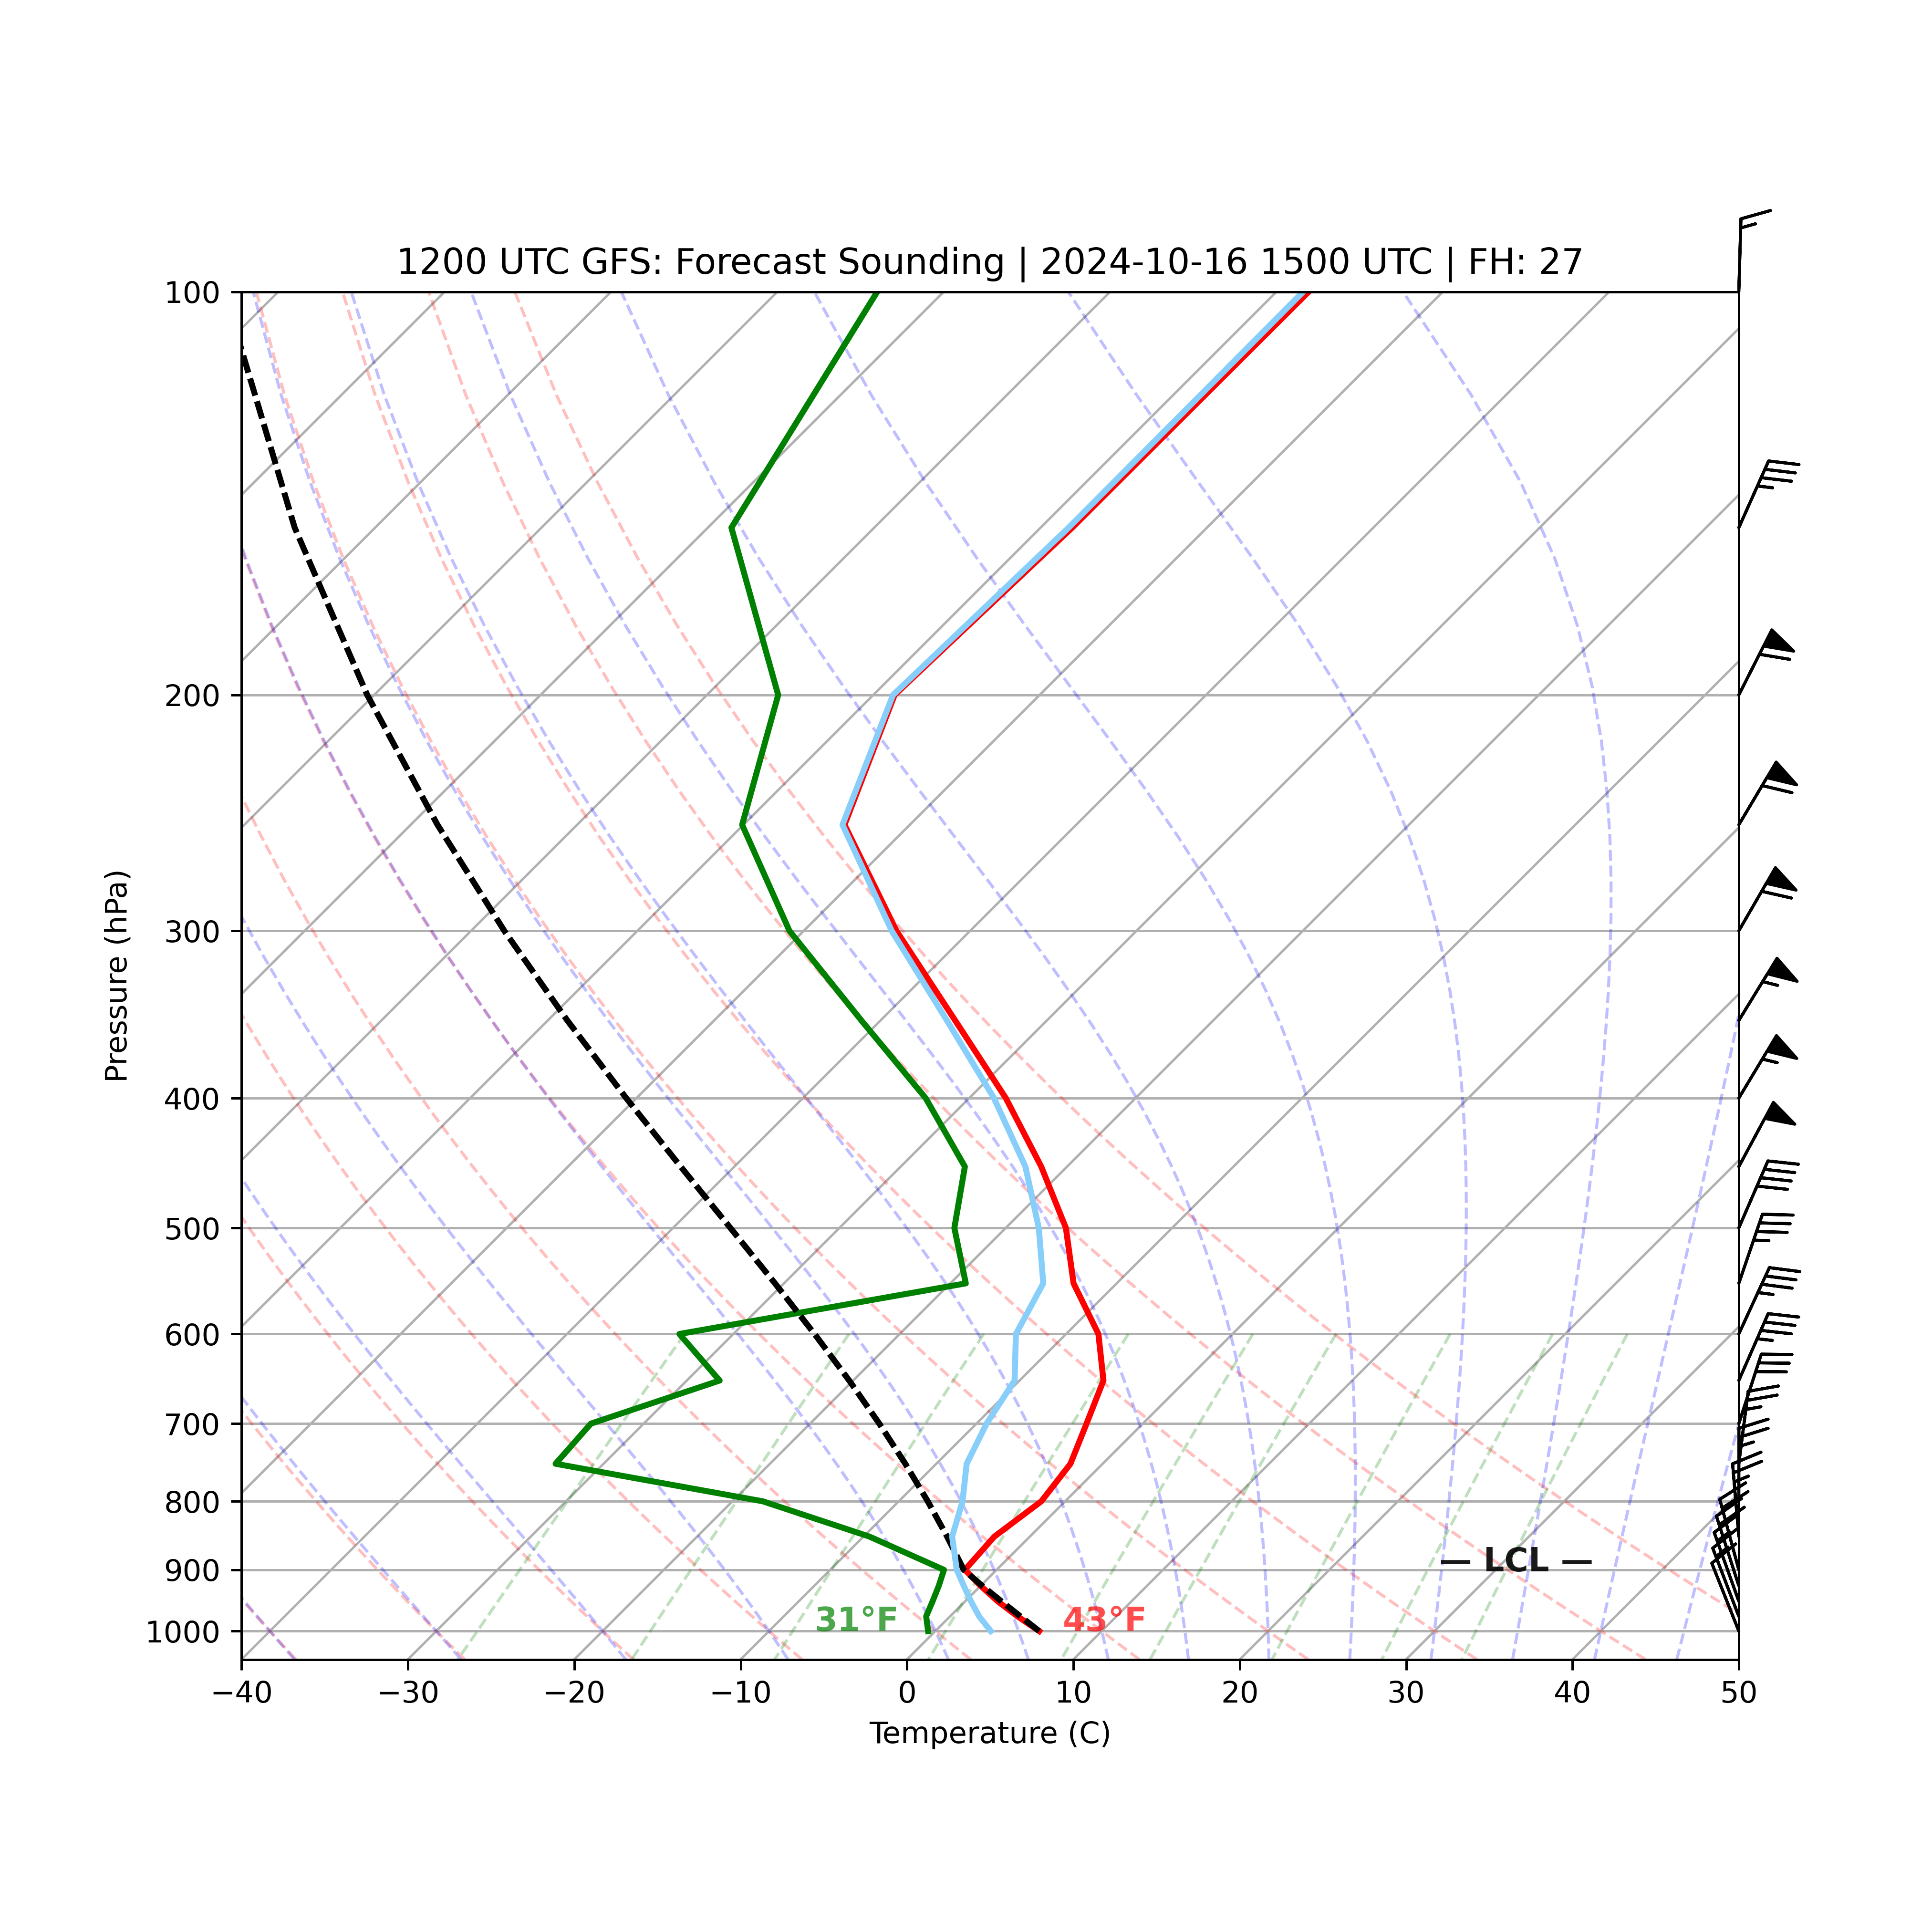 1200 UTC GFS: Forecast Sounding | 2024-10-16 1500 UTC | FH: 27
100
200
300
400
500
600
700
800
900
1000
Pressure (hPa)
— LCL —
31°F
43°F
−40 −30 −20 −10 0 10 20 30 40 50
Temperature (C)